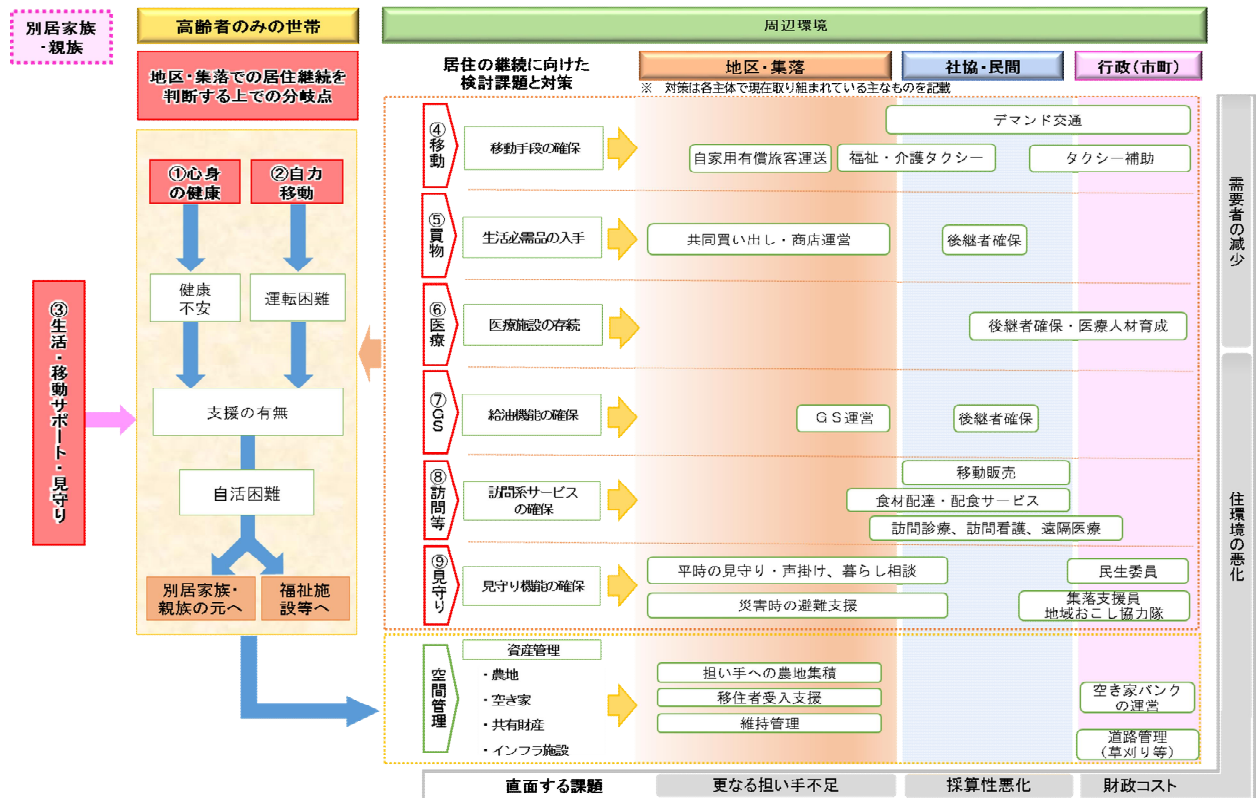 別居家族
・親族
高齢者のみの世帯
周辺環境
地区・集落での居住継続を
判断する上での分岐点
居住の継続に向けた
検討課題と対策
地区・集落
社協・民間
行政(市町)
※　対策は各主体で現在取り組まれている主なものを記載
①心身
の健康
②自力
移動
健康
不安
運転困難
支援の有無
自活困難
別居家族・
親族の元へ
福祉施
設等へ
③生活・移動サポート・見守り
④移動
移動手段の確保
デマンド交通
自家用有償旅客運送
福祉・介護タクシー
タクシー補助
⑤買物
生活必需品の入手
共同買い出し・商店運営
後継者確保
⑥医療
医療施設の存続
後継者確保・医療人材育成
⑦GS
給油機能の確保
GS運営
後継者確保
⑧訪問等
訪問系サービス
の確保
移動販売
食材配達・配食サービス
訪問診療、訪問看護、遠隔医療
⑨見守り
見守り機能の確保
平時の見守り・声掛け、暮らし相談
民生委員
災害時の避難支援
集落支援員
地域おこし協力隊
空間管理
資産管理
・農地
・空き家
・共有財産
・インフラ施設
担い手への農地集積
移住者受入支援
維持管理
空き家バンク
の運営
道路管理
(草刈り等)
需要者の減少
住環境の悪化
直面する課題
更なる担い手不足
採算性悪化
財政コスト